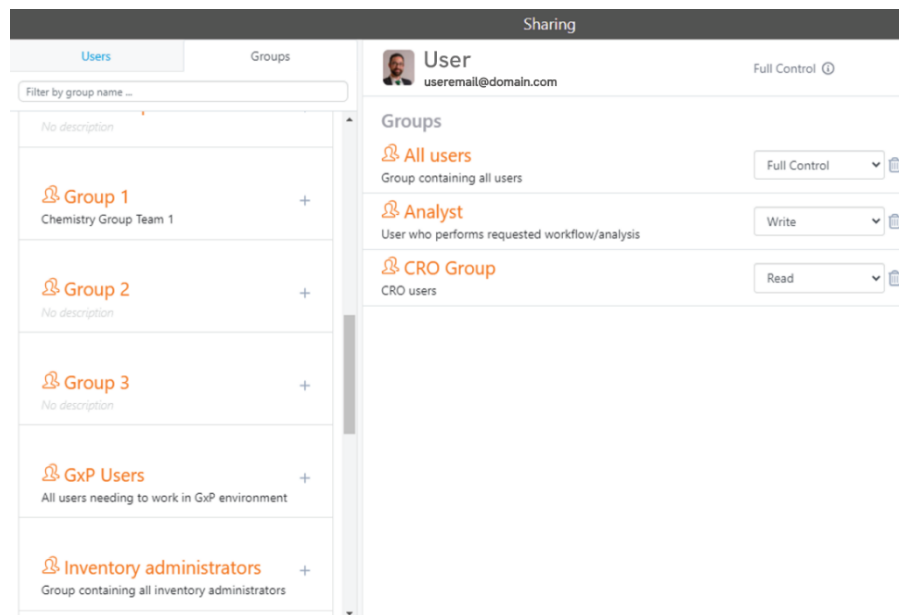 Sharing
Users
Groups
Filter by group name ...
No description
Group 1
Chemistry Group Team 1
Group 2
No description
Group 3
No description
GxP Users
All users needing to work in GxP environment
Inventory administrators
Group containing all inventory administrators
User
useremail@domain.com
Full Control
Groups
All users
Group containing all users
Full Control
Analyst
User who performs requested workflow/analysis
Write
CRO Group
CRO users
Read